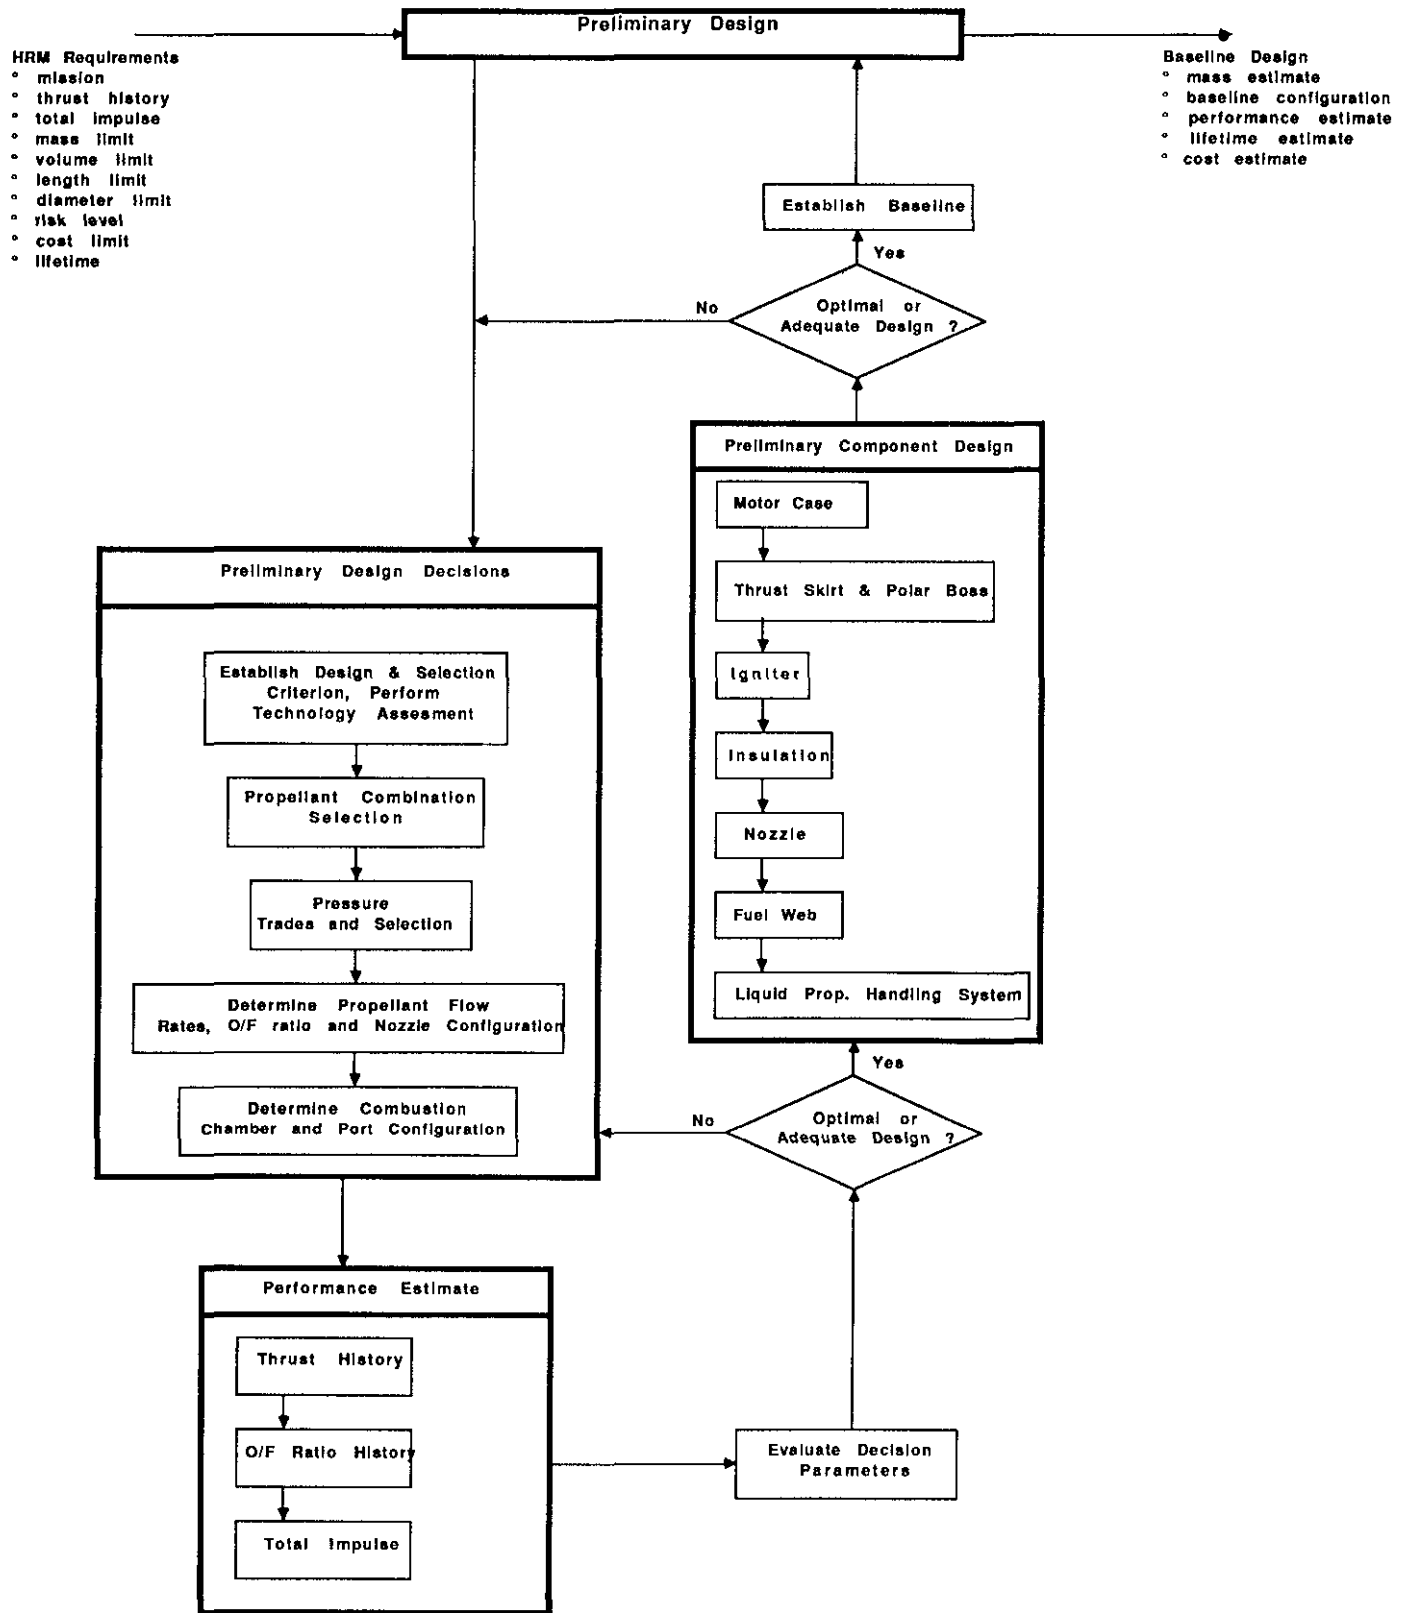 Preliminary Design
HRM Requirements
° mission
° thrust history
° total impulse
° mass limit
° volume limit
° length limit
° diameter limit
° risk level
° cost limit
° lifetime
Baseline Design
° mass estimate
° baseline configuration
° performance estimate
° lifetime estimate
° cost estimate
Establish Baseline
Yes
No
Optimal or
Adequate Design ?
Preliminary Component Design
Motor Case
Thrust Skirt & Polar Boss
Igniter
Insulation
Nozzle
Fuel Web
Liquid Prop. Handling System
Preliminary Design Decisions
Establish Design & Selection
Criterion, Perform
Technology Assesment
Propellant Combination
Selection
Pressure
Trades and Selection
Determine Propellant Flow
Rates, O/F ratio and Nozzle Configuration
Determine Combustion
Chamber and Port Configuration
Yes
No
Optimal or
Adequate Design ?
Performance Estimate
Thrust History
O/F Ratio History
Total Impulse
Evaluate Decision
Parameters